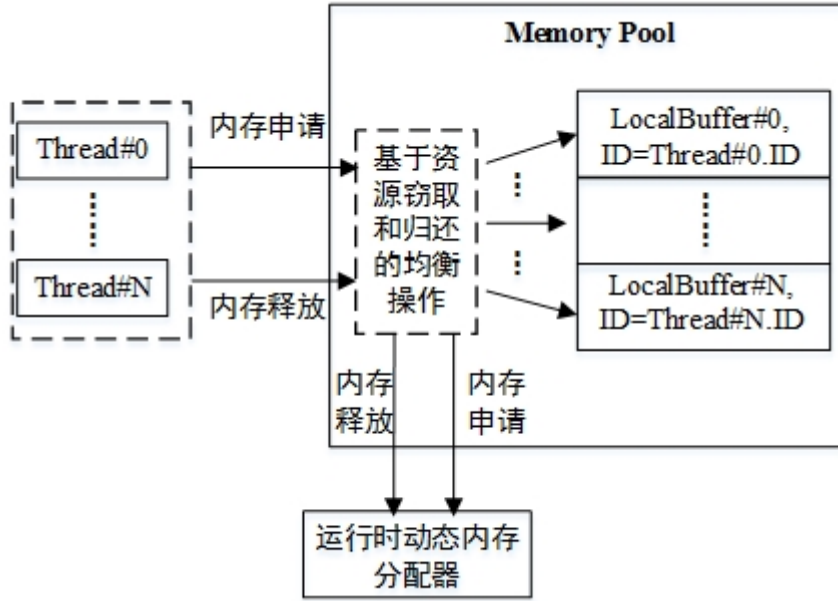 Memory Pool
Thread#0
Thread#N
内存申请
内存释放
基于资
源窃取
和归还
的均衡
操作
LocalBuffer#0,
ID=Thread#0.ID
LocalBuffer#N,
ID=Thread#N.ID
内存
释放
内存
申请
运行时动态内存
分配器